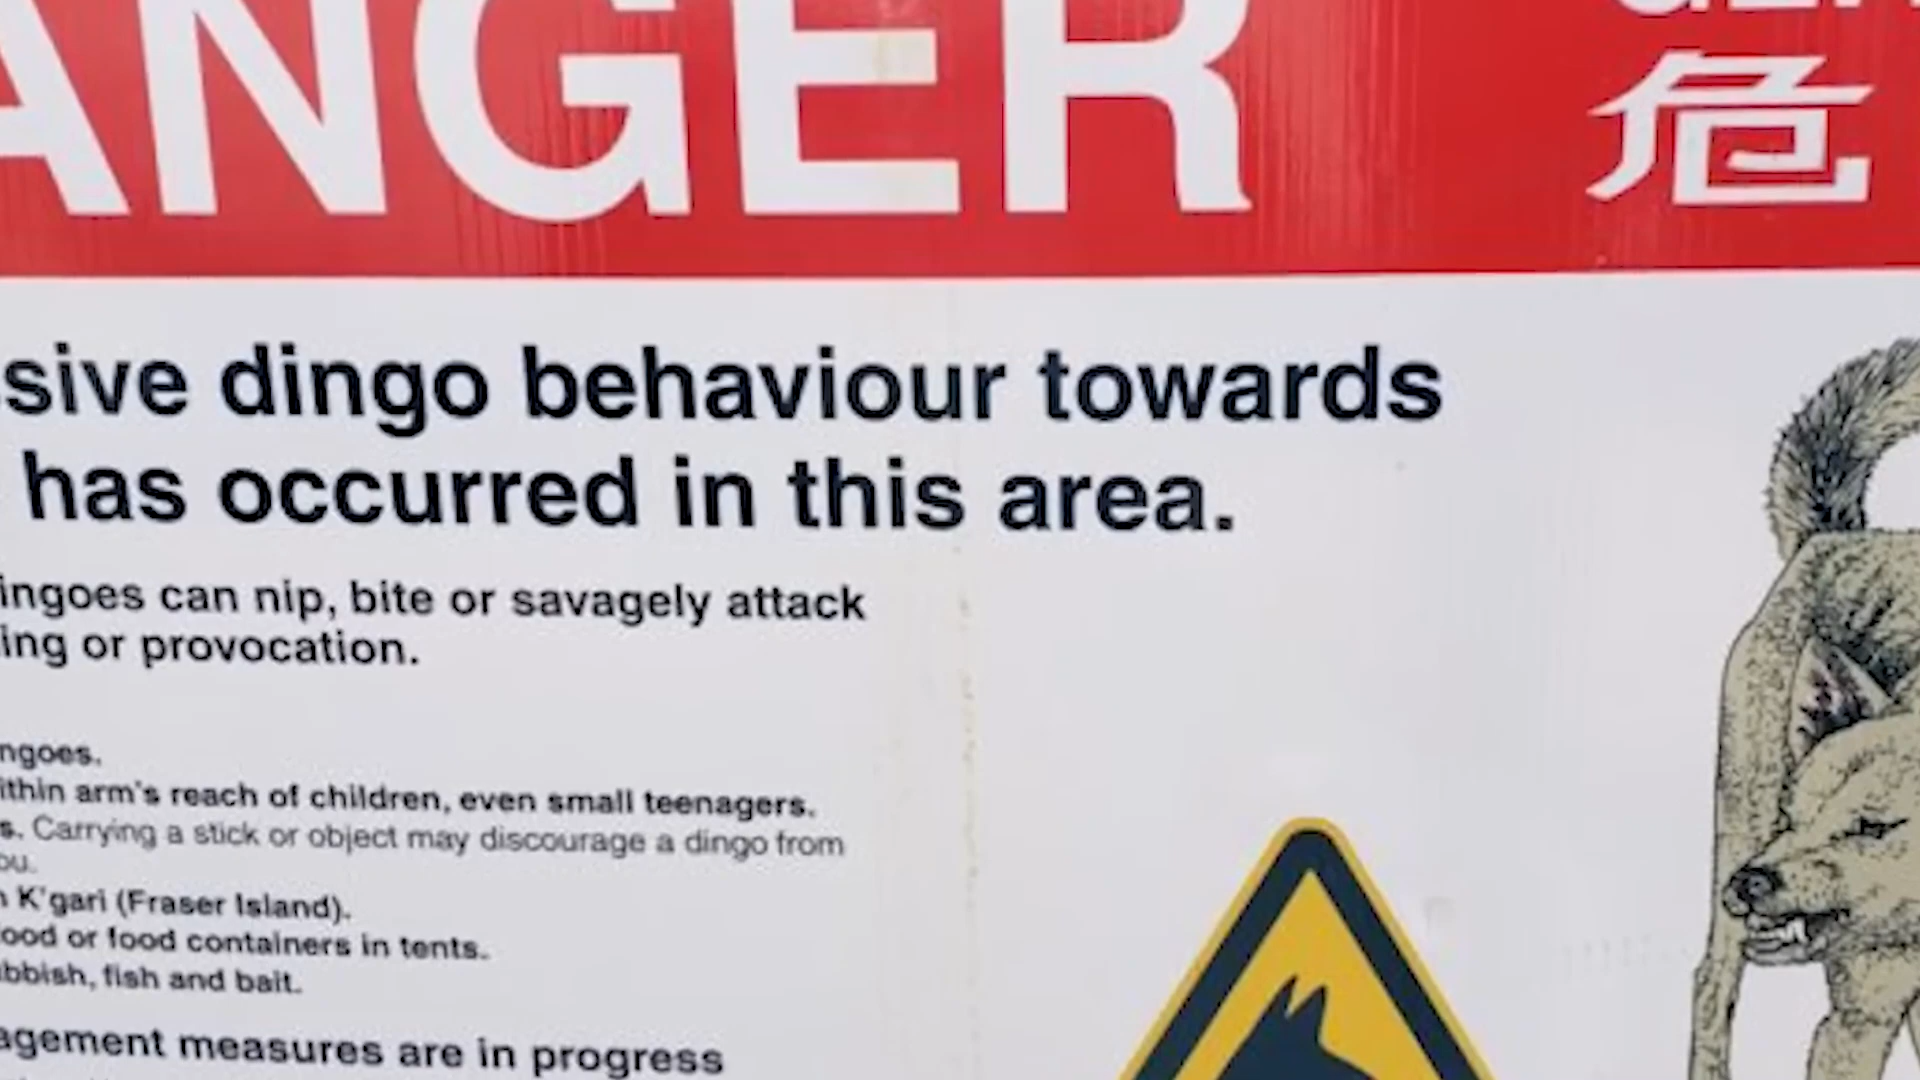 ANGER
危
sive dingo behaviour towards
has occurred in this area.
ingoes can nip, bite or savagely attack
ing or provocation.
ngoes.
ithin arm's reach of children, even small teenagers.
s. Carrying a stick or object may discourage a dingo from
ou.
n K'gari (Fraser Island).
ood or food containers in tents.
bbish, fish and bait.
agement measures are in progress